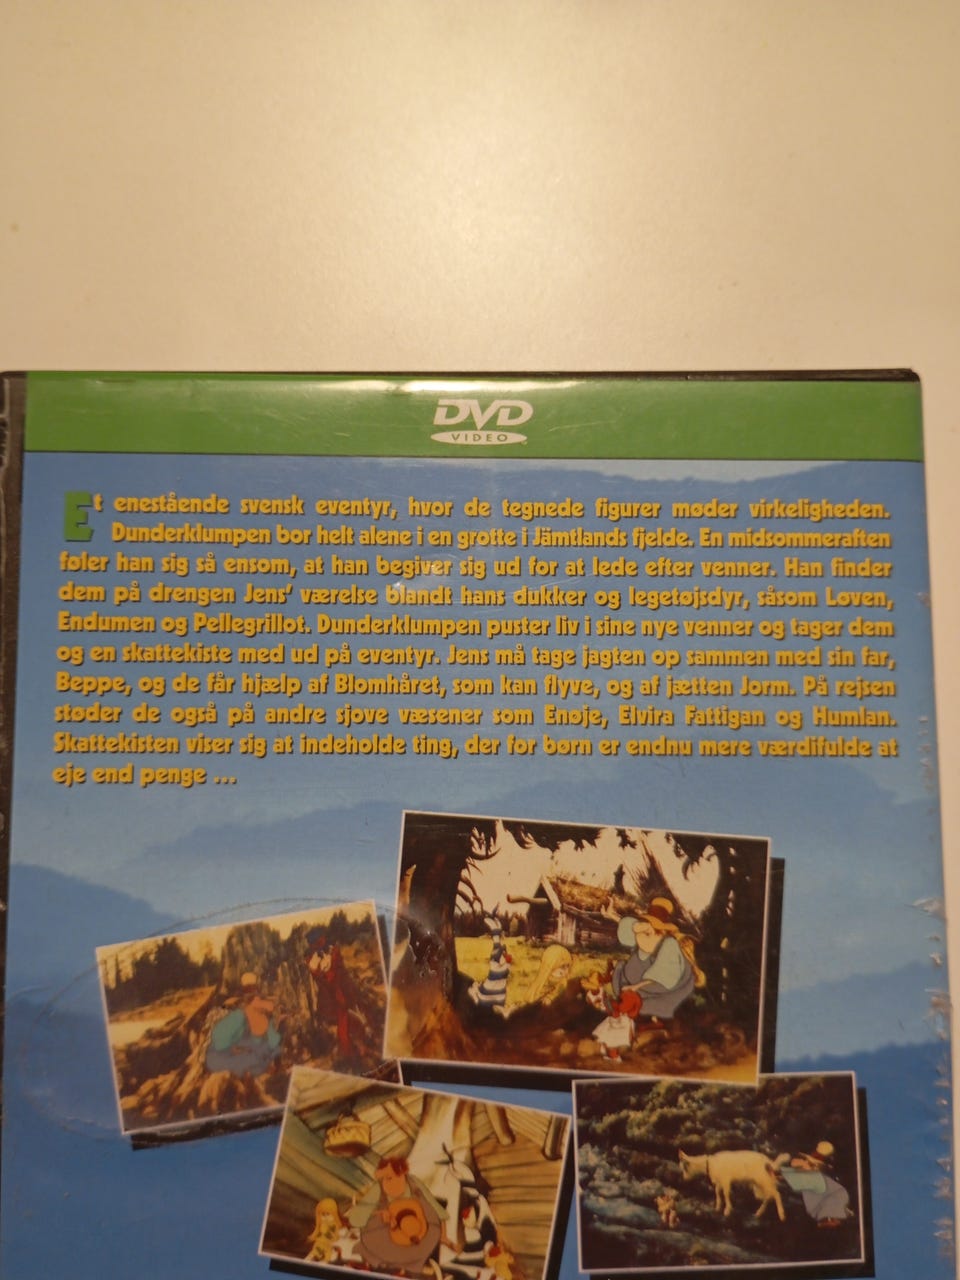 DVD
VIDEO
Et enestående svensk eventyr, hvor de tegnede figurer møder virkeligheden.
Dunderklumpen bor helt alene i en grotte i Jämtlands fjelde. En midsommeraften
føler han sig så ensom, at han begiver sig ud for at lede efter venner. Han finder
dem på drengen Jens' værelse blandt hans dukker og legetøjsdyr, såsom Løven,
Endumen og Pellegrillot. Dunderklumpen puster liv i sine nye venner og tager dem
og en skattekiste med ud på eventyr. Jens må tage jagten op sammen med sin far,
Beppe, og de får hjælp af Blomhåret, som kan flyve, og af jætten Jorm. På rejsen
støder de også på andre sjove væsener som Enøje, Elvira Fattigan og Humlan.
Skattekisten viser sig at indeholde ting, der for børn er endnu mere værdifulde at
eje end penge ...